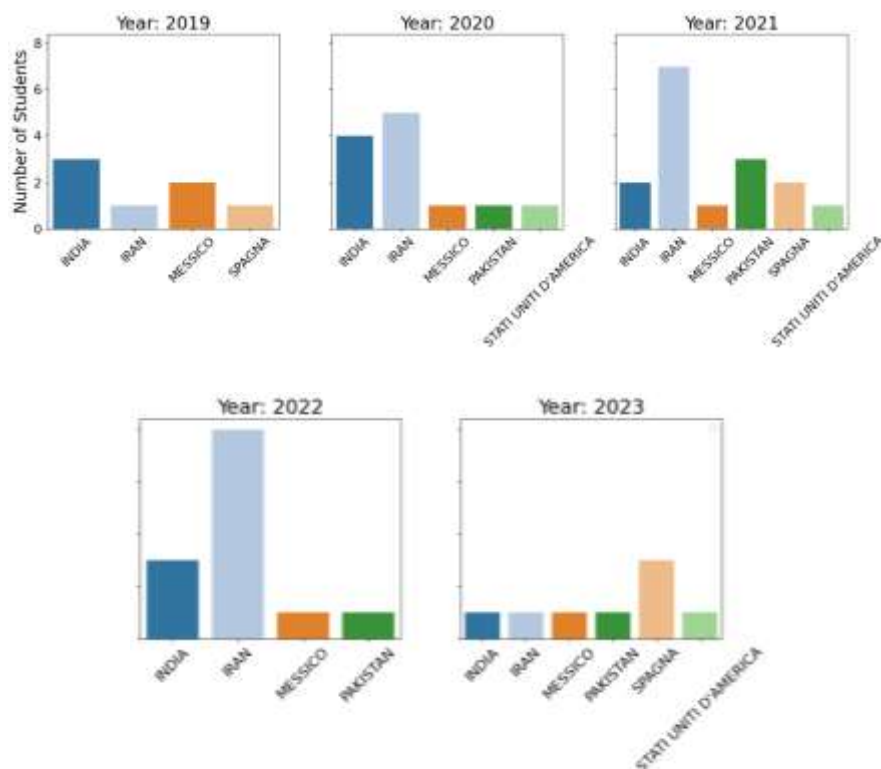 Year: 2019
Year: 2020
Year: 2021
Number of Students
8
6
4
2
0
INDIA
IRAN
MESSICO
SPAGNA
INDIA
IRAN
MESSICO
PAKISTAN
STATI UNITI D'AMERICA
INDIA
IRAN
MESSICO
PAKISTAN
SPAGNA
STATI UNITI D'AMERICA
Year: 2022
Year: 2023
INDIA
IRAN
MESSICO
PAKISTAN
INDIA
IRAN
MESSICO
PAKISTAN
SPAGNA
STATI UNITI D'AMERICA